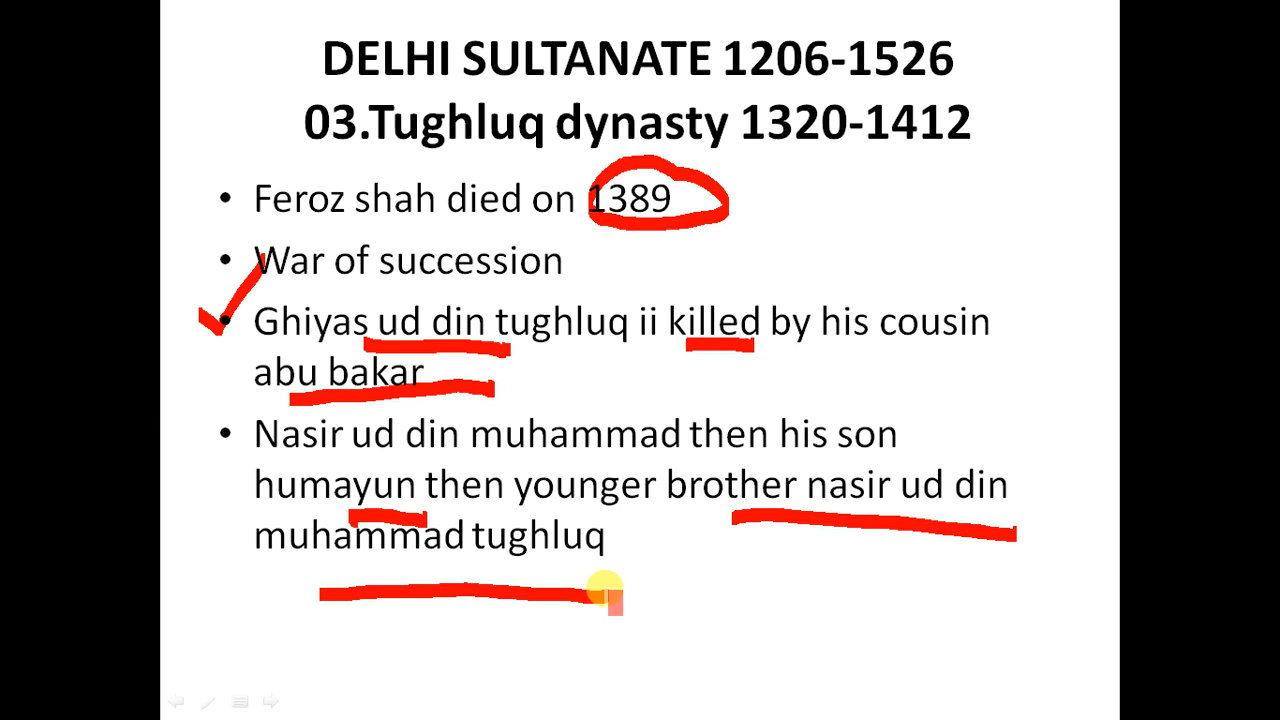 DELHI SULTANATE 1206-1526
03.Tughluq dynasty 1320-1412
• Feroz shah died on 1389
• War of succession
• Ghiyas ud din tughluq ii killed by his cousin
abu bakar
• Nasir ud din muhammad then his son
humayun then younger brother nasir ud din
muhammad tughluq